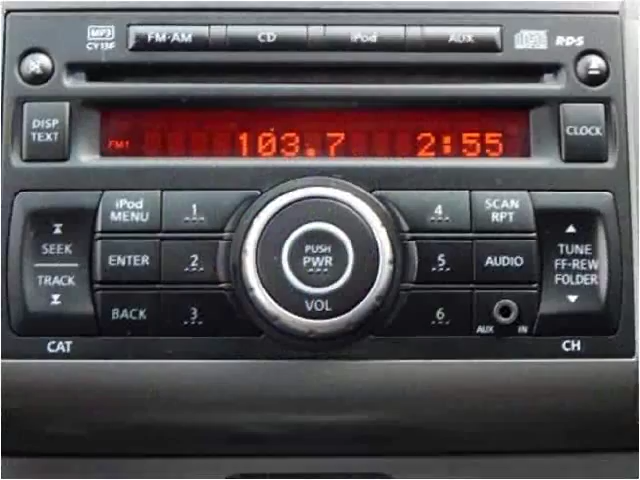 MP3
CY13F
FM·AM CD iPod AUX
RDS
DISP
TEXT
FM1 103.7 2:55
CLOCK
iPod
MENU
1
4
SCAN
RPT
SEEK
TRACK
ENTER
2
PUSH
PWR
VOL
5
AUDIO
TUNE
FF-REW
FOLDER
BACK
3
6
AUX IN
CAT
CH